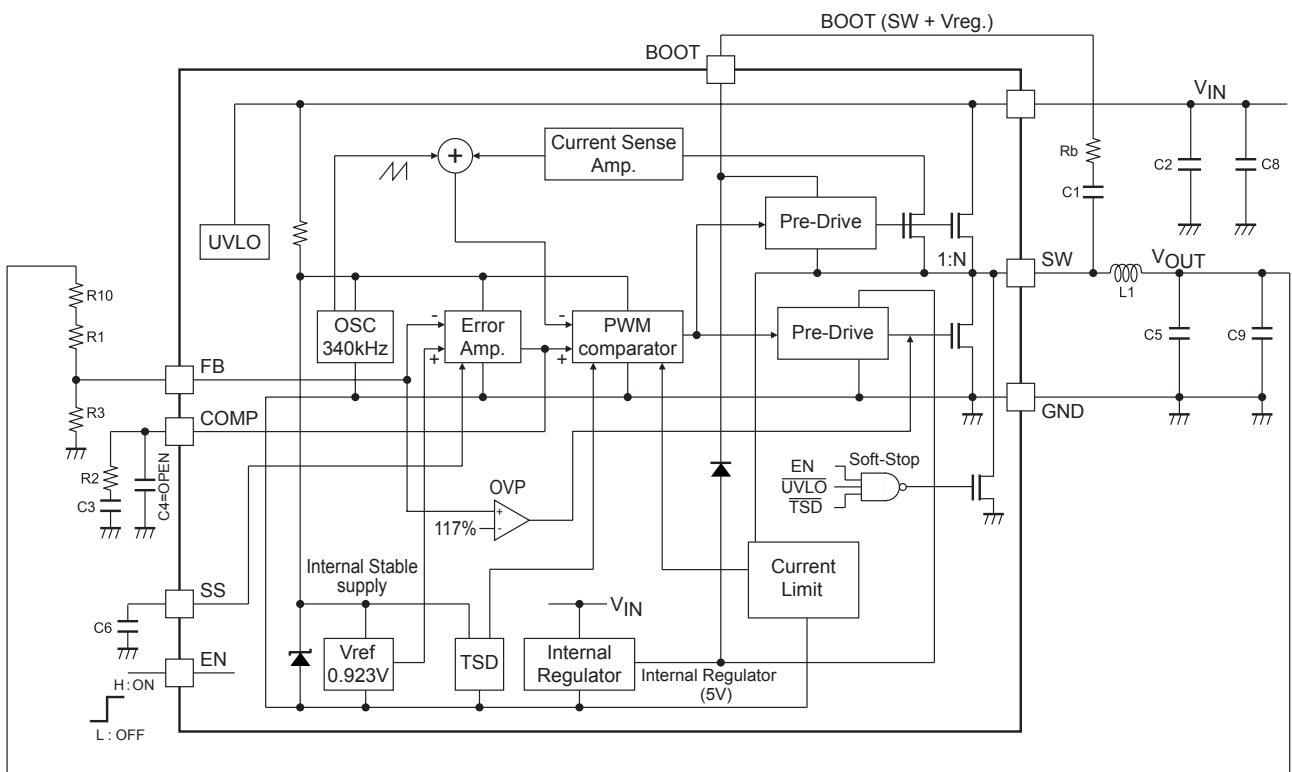 BOOT (SW + Vreg.)
BOOT
VIN
Current Sense
Amp.
+
Rb
C1
C2
C8
UVLO
Pre-Drive
1:N
SW
VOUT
L1
R10
R1
OSC
340kHz
-
+
Error
Amp.
-
+
PWM
comparator
Pre-Drive
C5
C9
FB
GND
R3
COMP
R2
C3
C4=OPEN
OVP
+
-
117%
EN
UVLO
TSD
Soft-Stop
SS
C6
Internal Stable
supply
Current
Limit
VIN
Vref
0.923V
TSD
Internal
Regulator
Internal Regulator
(5V)
EN
H : ON
L : OFF